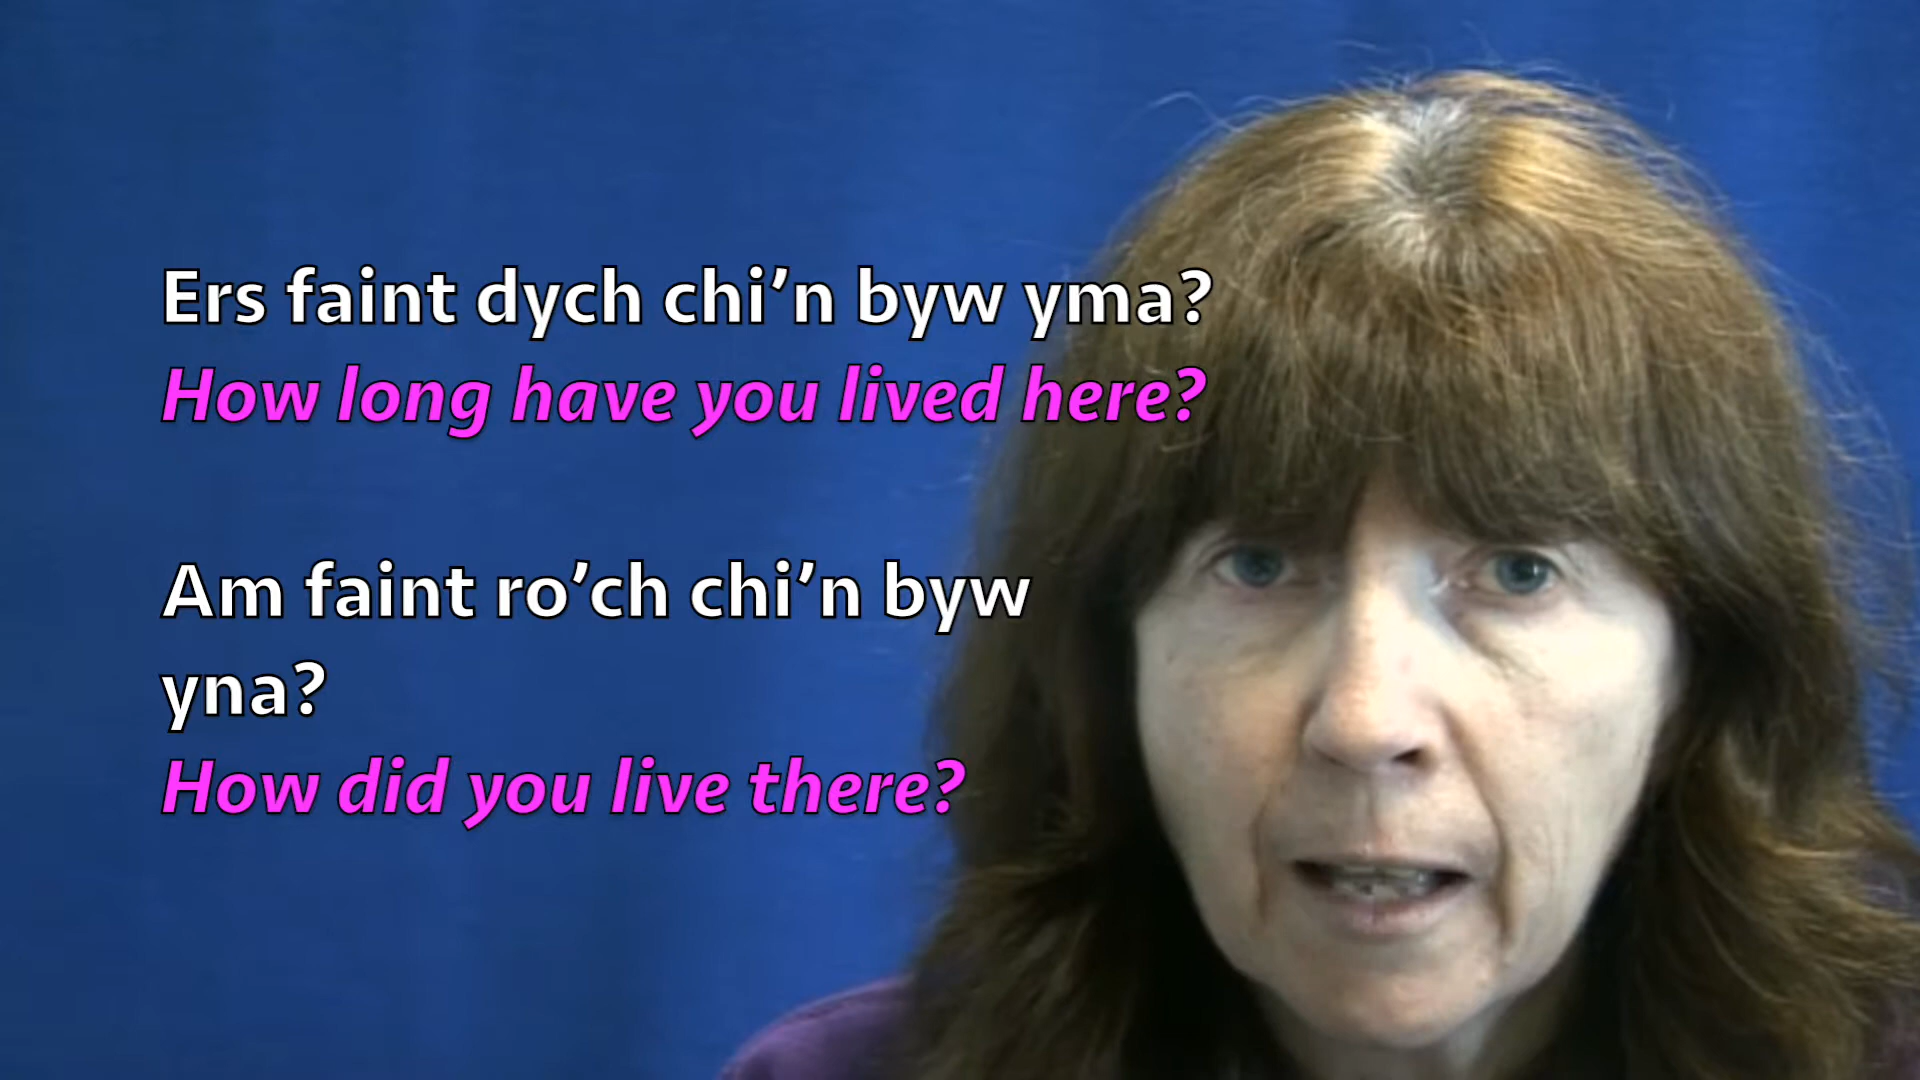 Ers faint dych chi’n byw yma?
How long have you lived here?
Am faint ro’ch chi’n byw
yna?
How did you live there?